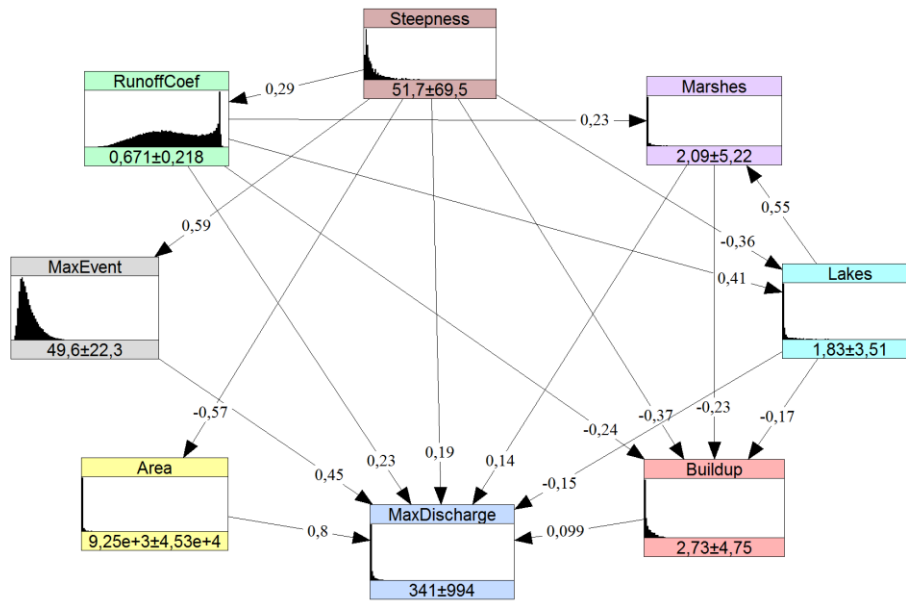 Steepness
51,7±69,5
RunoffCoef
0,671±0,218
0,29
Marshes
2,09±5,22
0,23
0,59
0,55
-0,36
MaxEvent
49,6±22,3
0,41
Lakes
1,83±3,51
-0,57
-0,37
-0,23
-0,17
-0,24
Area
9,25e+3±4,53e+4
0,45
0,23
0,19
0,14
-0,15
Buildup
2,73±4,75
0,8
MaxDischarge
341±994
0,099